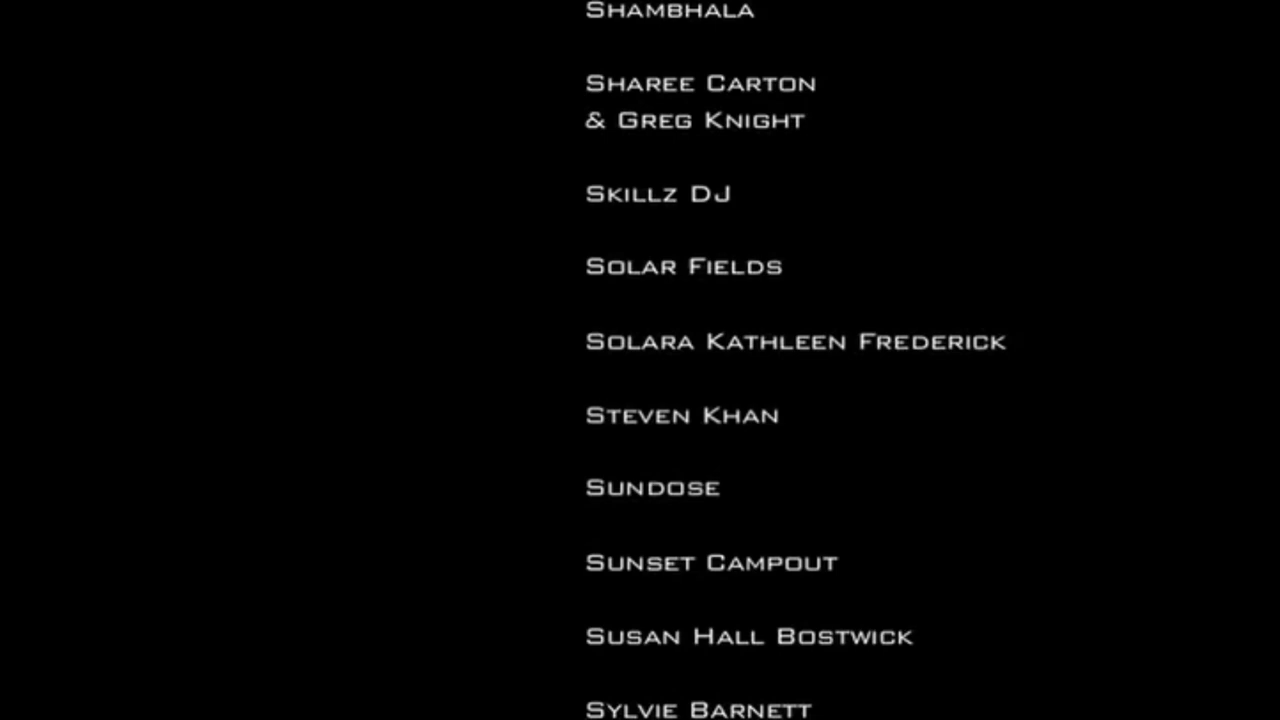 Shambhala
Sharee Carton
& Greg Knight
Skillz DJ
Solar Fields
Solara Kathleen Frederick
Steven Khan
Sundose
Sunset Campout
Susan Hall Bostwick
Sylvie Barnett